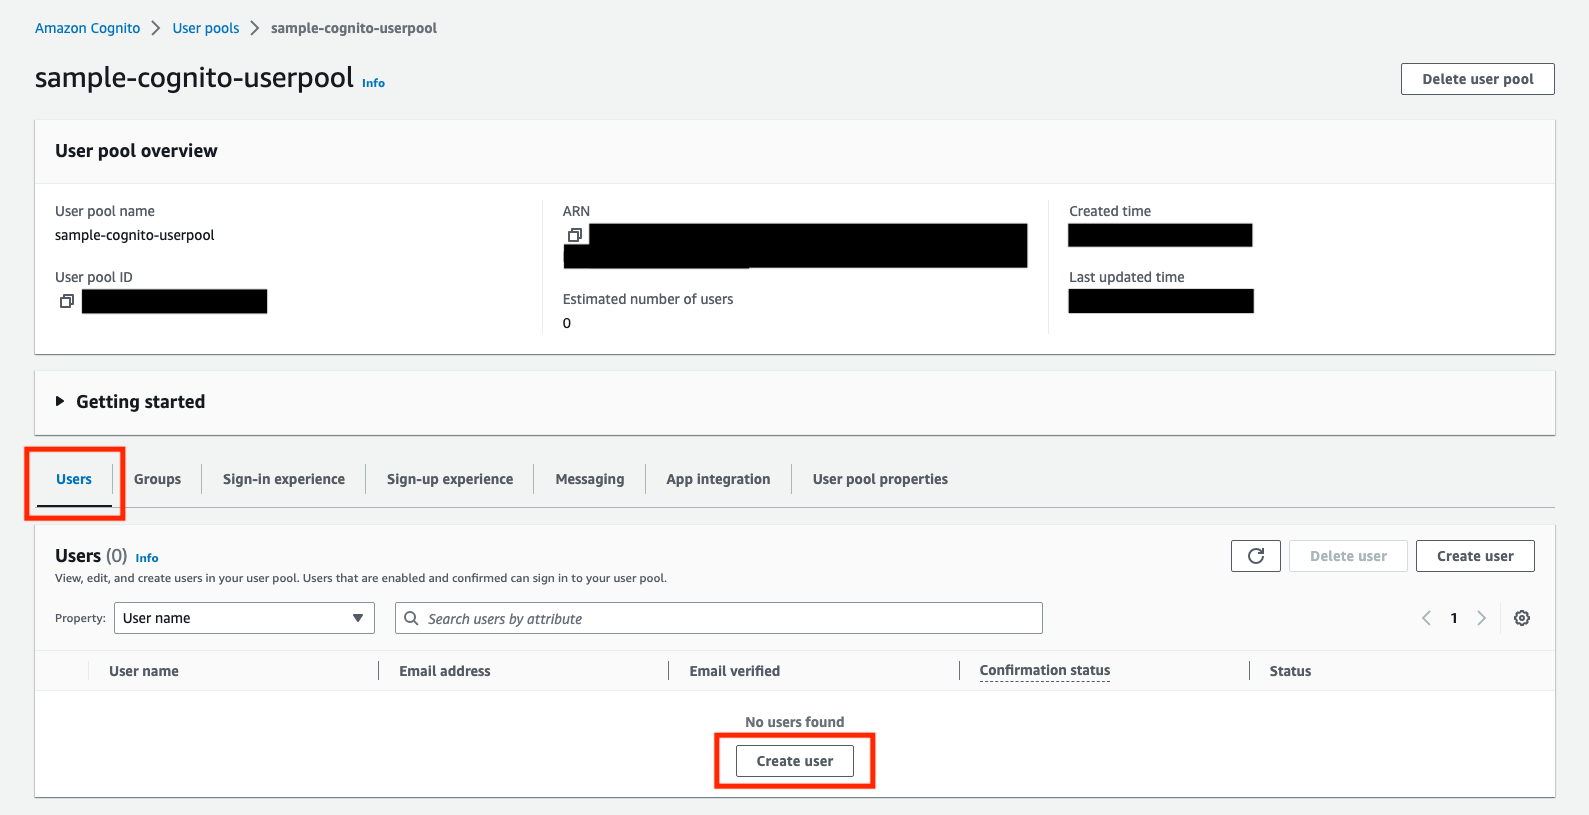 Amazon Cognito > User pools > sample-cognito-userpool
sample-cognito-userpool Info
Delete user pool
User pool overview
User pool name
sample-cognito-userpool
User pool ID
ARN
Estimated number of users
0
Created time
Last updated time
Getting started
Users Groups Sign-in experience Sign-up experience Messaging App integration User pool properties
Users (0) Info
View, edit, and create users in your user pool. Users that are enabled and confirmed can sign in to your user pool.
Delete user Create user
Property: User name Search users by attribute 1
User name Email address Email verified Confirmation status Status
No users found
Create user